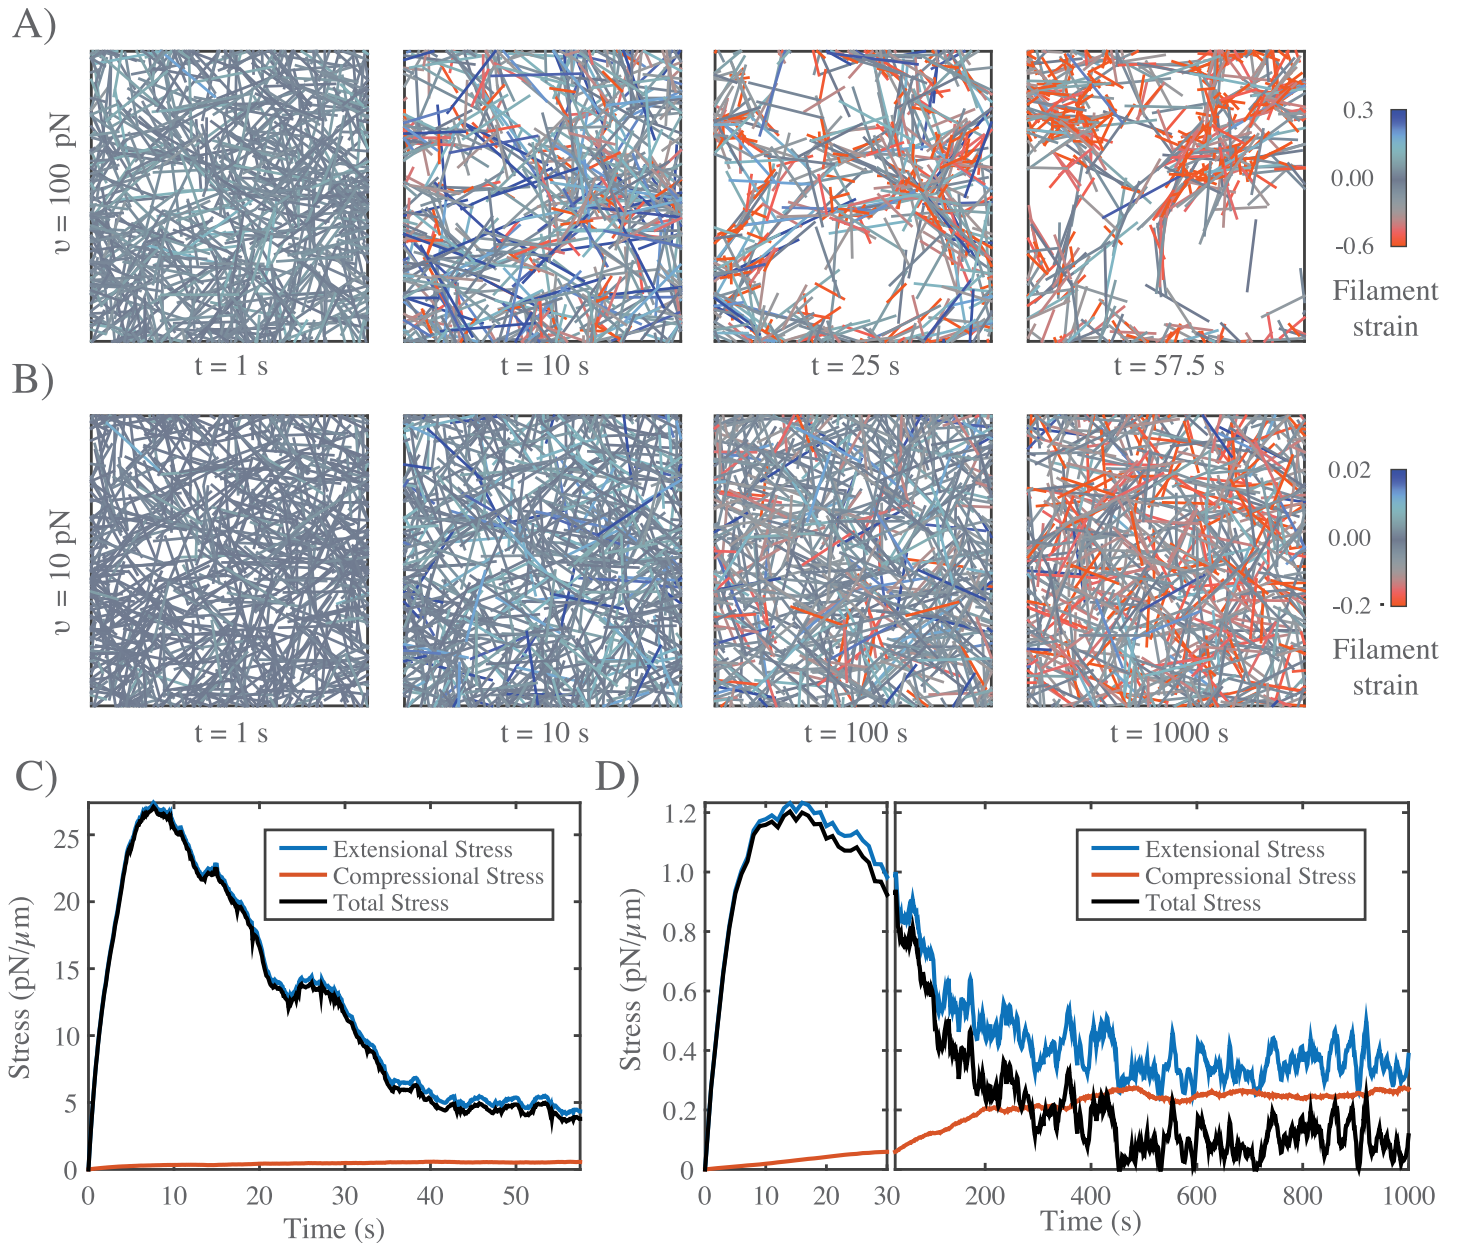 A)
υ = 100 pN
t = 1 s
t = 10 s
t = 25 s
t = 57.5 s
0.3
0.00
-0.6
Filament
strain
B)
υ = 10 pN
t = 1 s
t = 10 s
t = 100 s
t = 1000 s
0.02
0.00
-0.2
Filament
strain
C)
Stress (pN/µm)
25
20
15
10
5
0
Extensional Stress
Compressional Stress
Total Stress
0 10 20 30 40 50
Time (s)
D)
Stress (pN/µm)
1.2
1.0
0.8
0.6
0.4
0.2
0
Extensional Stress
Compressional Stress
Total Stress
0 10 20 30 200 400 600 800 1000
Time (s)